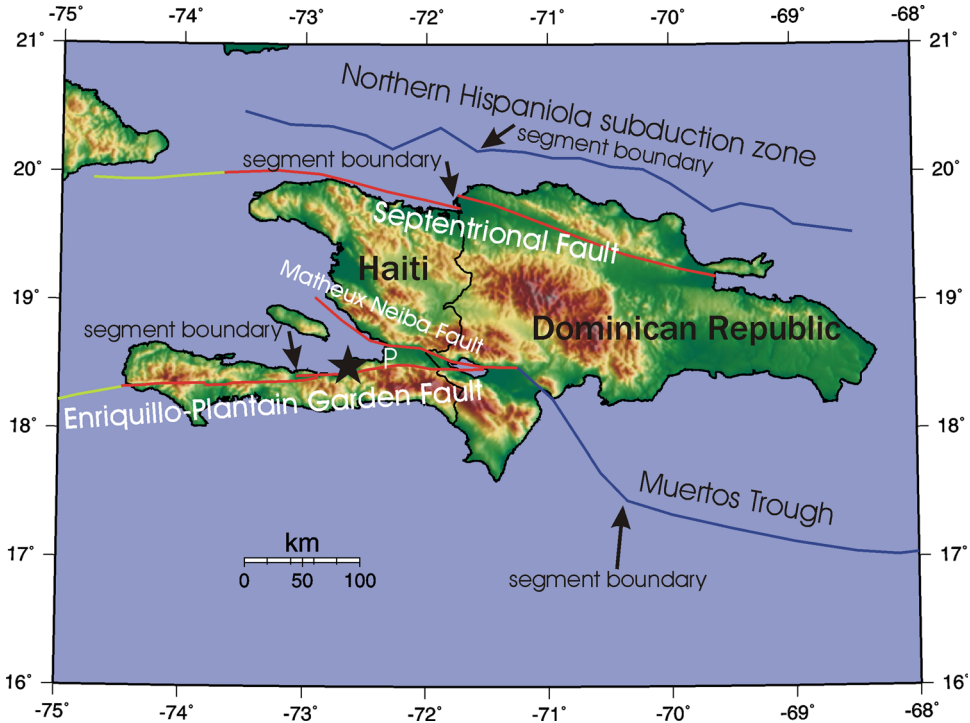 -75 -74 -73 -72 -71 -70 -69 -68
21° 21°
Northern Hispaniola subduction zone
segment boundary
segment boundary
20° 20°
Septentrional Fault
Haiti
Matheux Neiba Fault
19° 19°
segment boundary
Dominican Republic
P
Enriquillo-Plantain Garden Fault
18° 18°
Muertos Trough
km
0 50 100
segment boundary
17° 17°
16° 16°
-75 -74 -73 -72 -71 -70 -69 -68